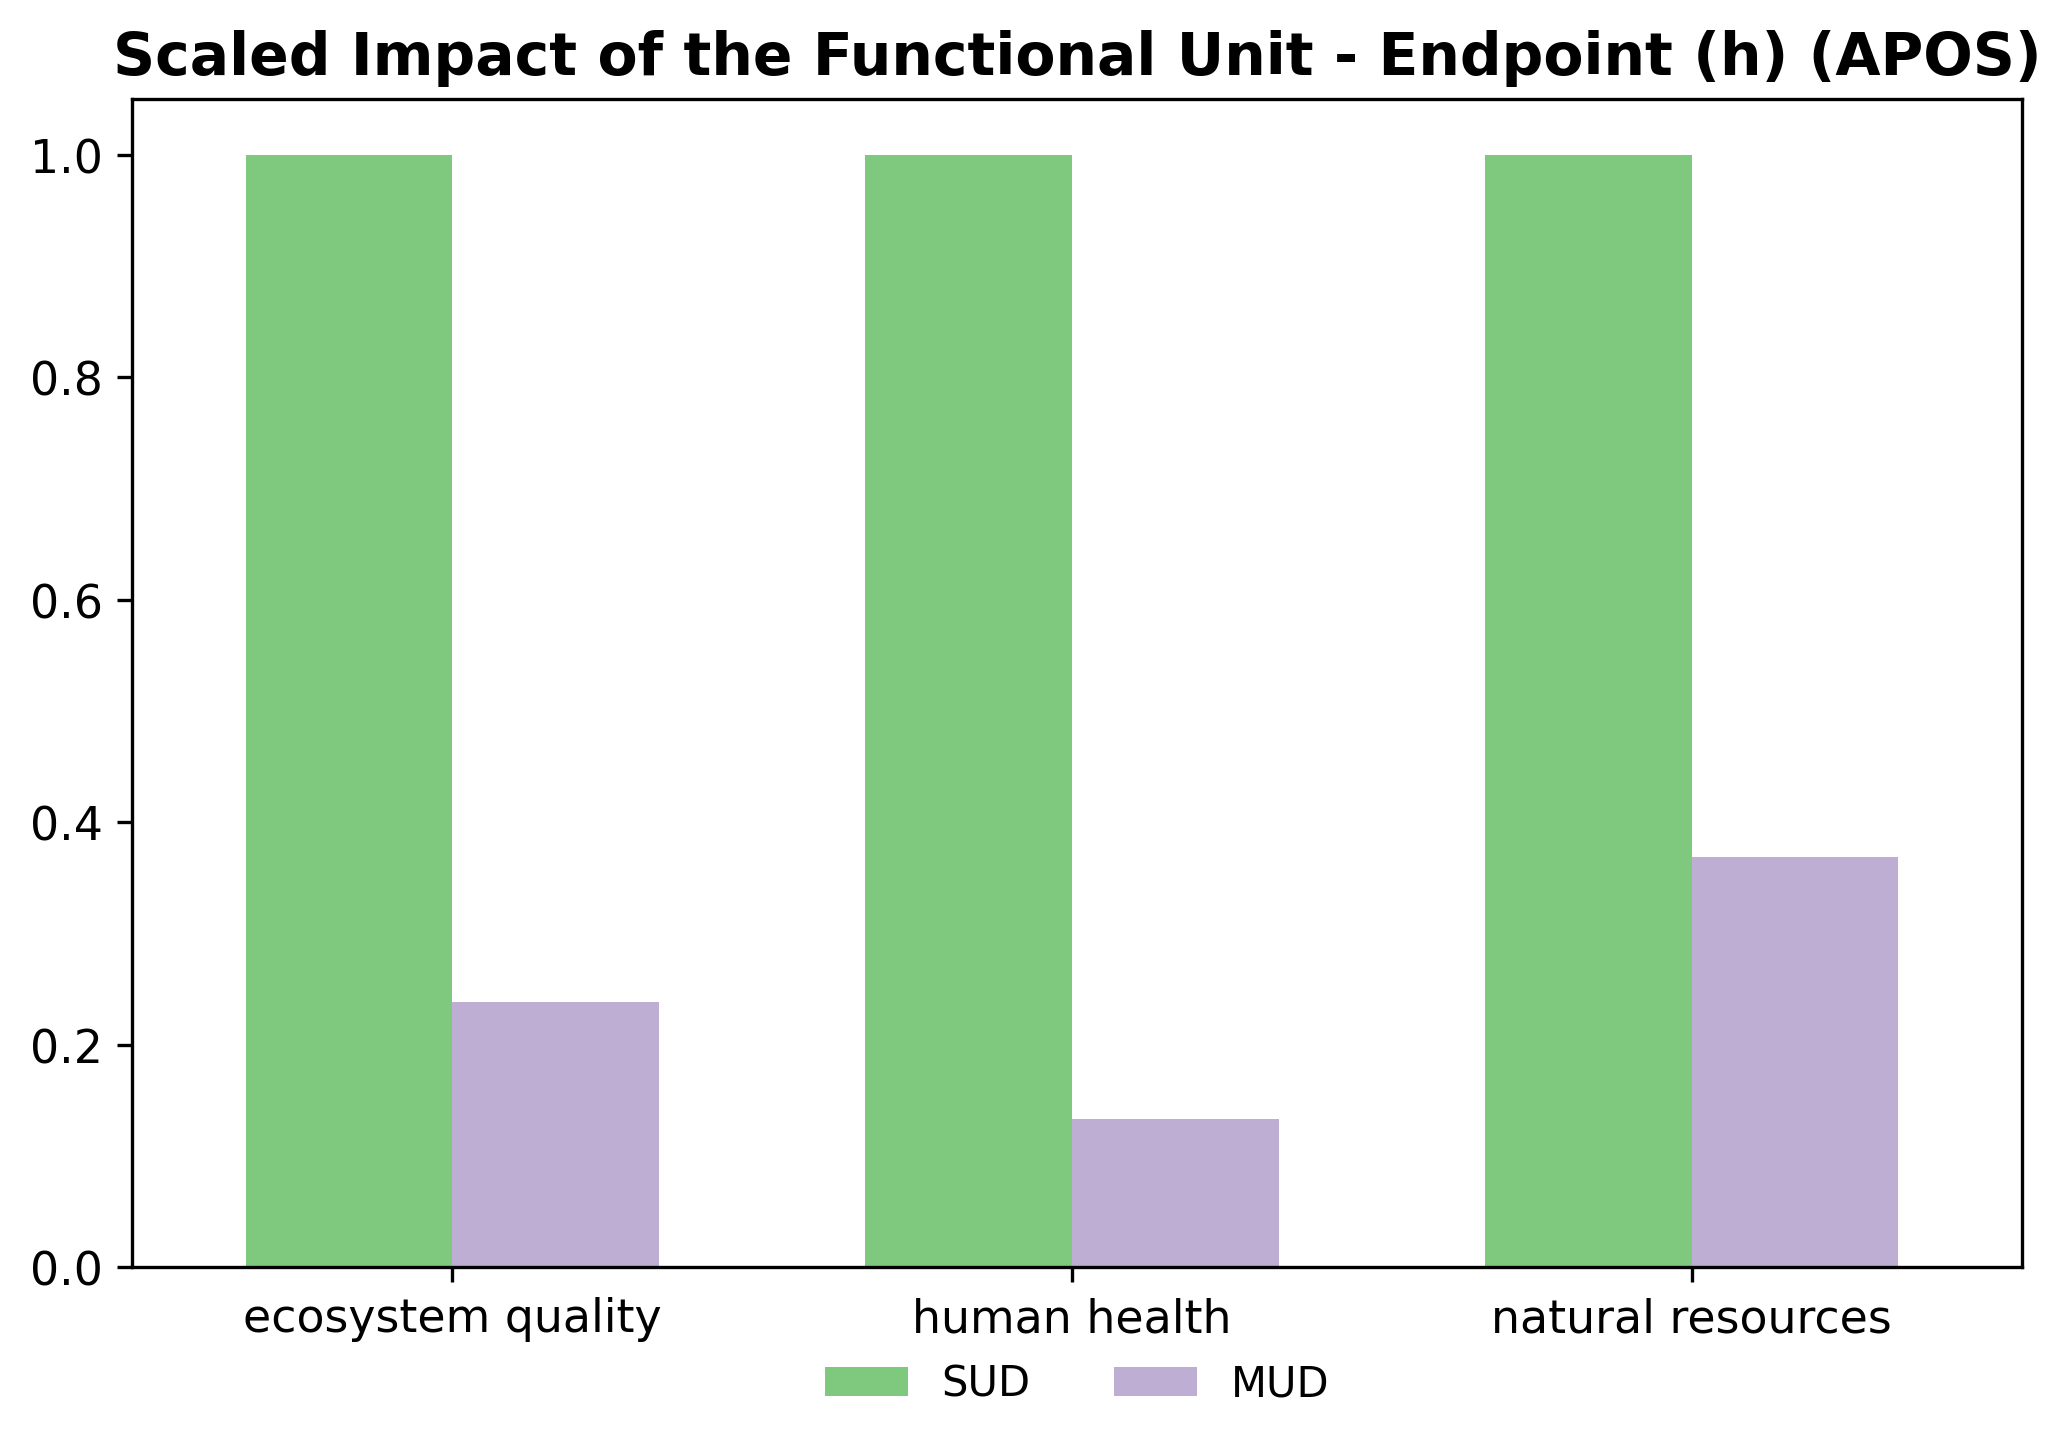 Scaled Impact of the Functional Unit - Endpoint (h) (APOS)
1.0
0.8
0.6
0.4
0.2
0.0
ecosystem quality human health natural resources
SUD MUD